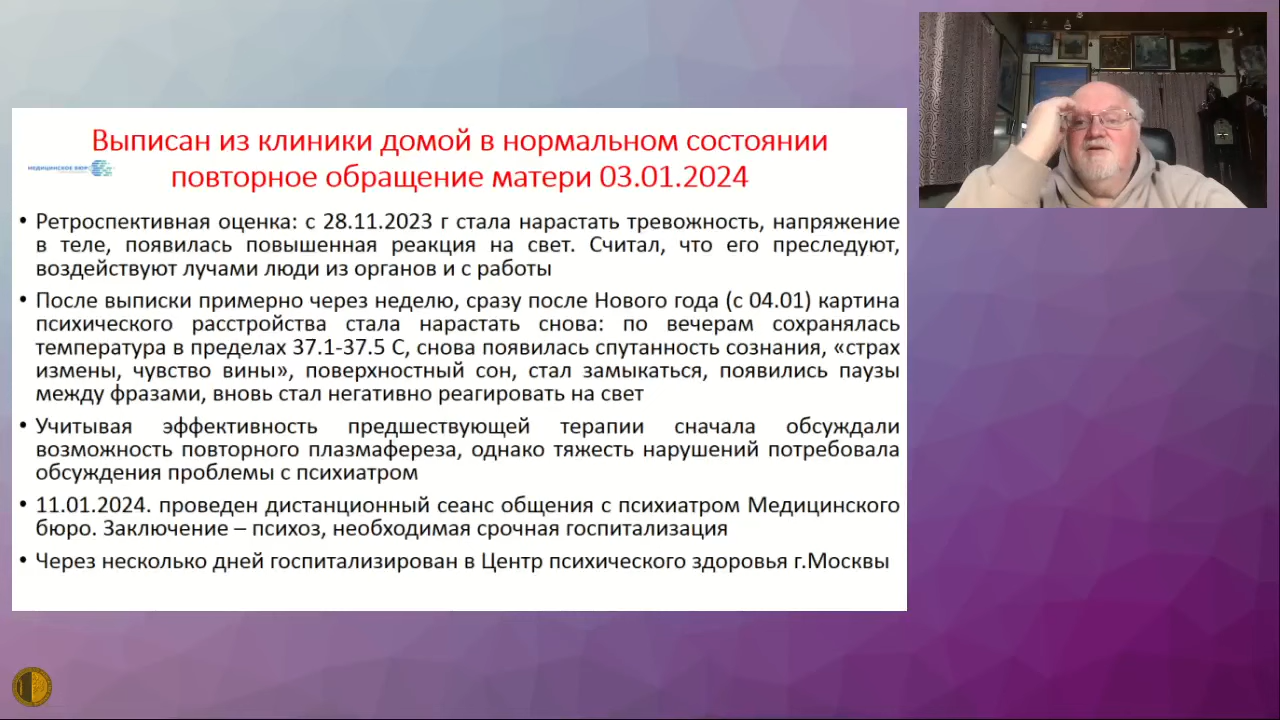 Выписан из клиники домой в нормальном состоянии
МЕДИЦИНСКОЕ БЮРО
повторное обращение матери 03.01.2024
• Ретроспективная оценка: с 28.11.2023 г стала нарастать тревожность, напряжение
в теле, появилась повышенная реакция на свет. Считал, что его преследуют,
воздействуют лучами люди из органов и с работы
• После выписки примерно через неделю, сразу после Нового года (с 04.01) картина
психического расстройства стала нарастать снова: по вечерам сохранялась
температура в пределах 37.1-37.5 С, снова появилась спутанность сознания, «страх
измены, чувство вины», поверхностный сон, стал замыкаться, появились паузы
между фразами, вновь стал негативно реагировать на свет
• Учитывая эффективность предшествующей терапии сначала обсуждали
возможность повторного плазмафереза, однако тяжесть нарушений потребовала
обсуждения проблемы с психиатром
• 11.01.2024. проведен дистанционный сеанс общения с психиатром Медицинского
бюро. Заключение – психоз, необходимая срочная госпитализация
• Через несколько дней госпитализирован в Центр психического здоровья г.Москвы